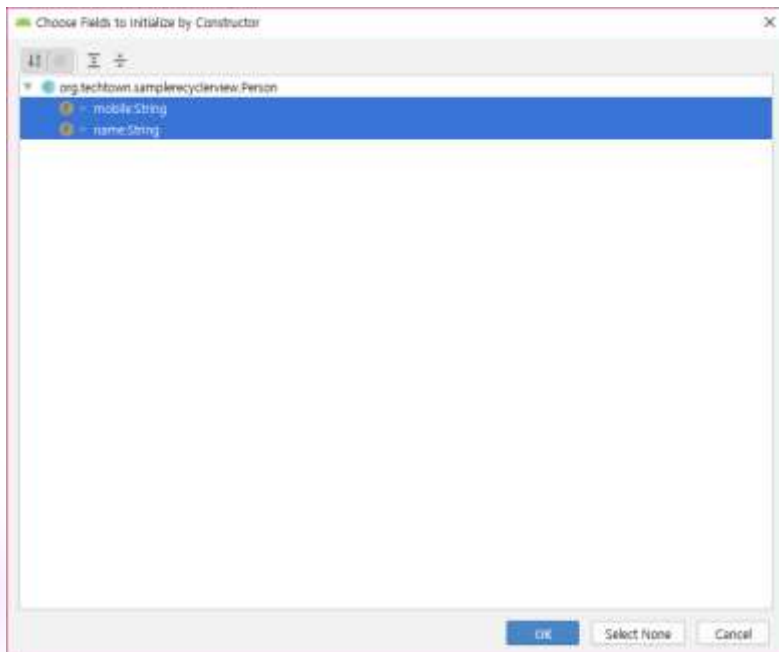 Choose Fields to Initialize by Constructor
org.techtown.samplerecyclerview.Person
mobile:String
name:String
OK Select None Cancel